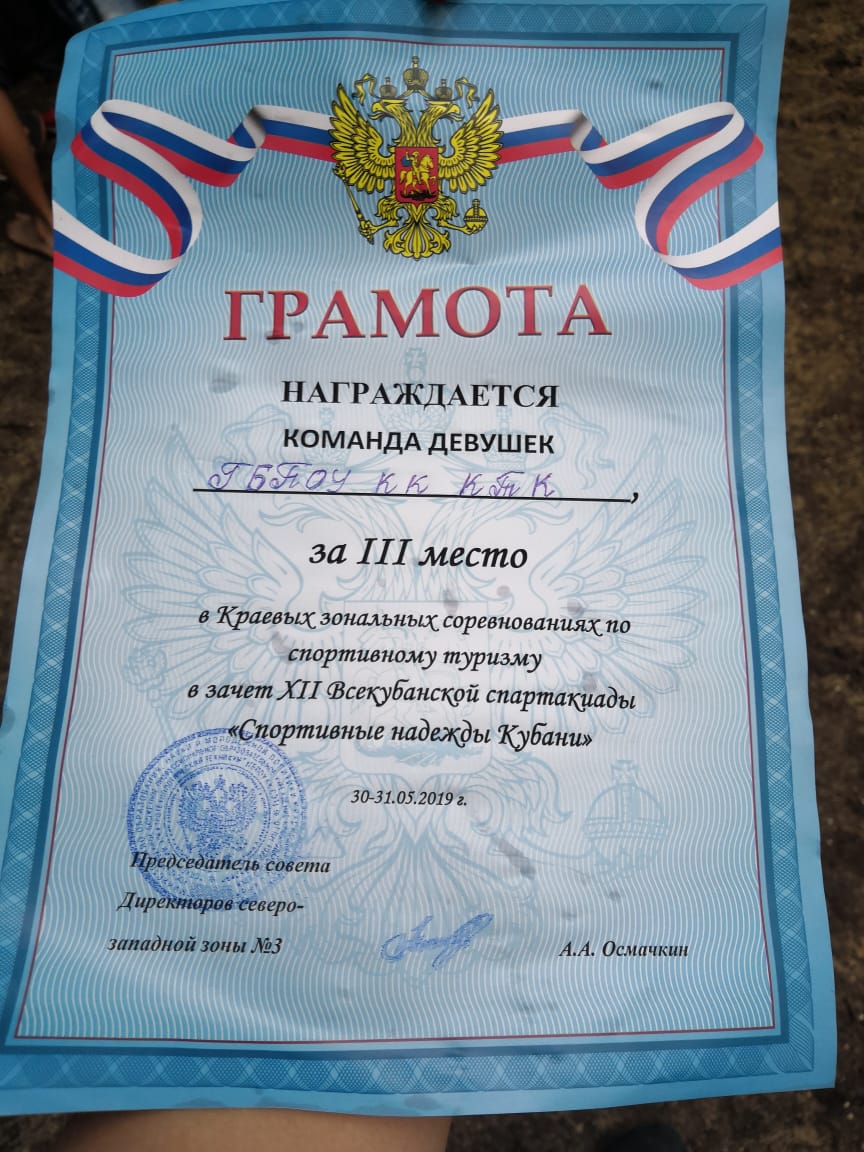 ГРАМОТА
НАГРАЖДАЕТСЯ
КОМАНДА ДЕВУШЕК
ГБПОУ КК КТК,
за III место
в Краевых зональных соревнованиях по
спортивному туризму
в зачет XII Всекубанской спартакиады
«Спортивные надежды Кубани»
30-31.05.2019 г.
Председатель совета
Директоров северо-
западной зоны №3
А.А. Осмачкин